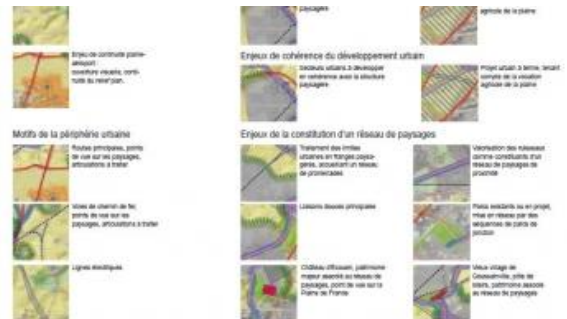 paysagère
agricole de la plaine
Enjeu de continuité plaine-
aéroport :
ouverture visuelle, conti-
nuité du relief plan.
Enjeux de cohérence du développement urbain
Secteurs urbains à développer
en cohérence avec la structure
paysagère
Projet urbain à terme, tenant
compte de la vocation
agricole de la plaine
Motifs de la périphérie urbaine
Routes principales, points
de vue sur les paysages,
articulations à traiter
Voies de chemin de fer,
points de vue sur les
paysages, articulations à traiter
Lignes électriques
Enjeux de la constitution d'un réseau de paysages
Traitement des limites
urbaines en franges paysa-
gères, accueillant un réseau
de promenades
Liaisons douces principales
Château d'Ecouen, patrimoine
majeur associé au réseau de
paysages, point de vue sur la
Plaine de France
Valorisation des ruisseaux
comme constituants d'un
réseau de paysages de
proximité
Parcs existants ou en projet,
mise en réseau par des
séquences de parcs de
jonction
Vieux village de
Goussainville, pôle de
loisirs, patrimoine associé
au réseau de paysages